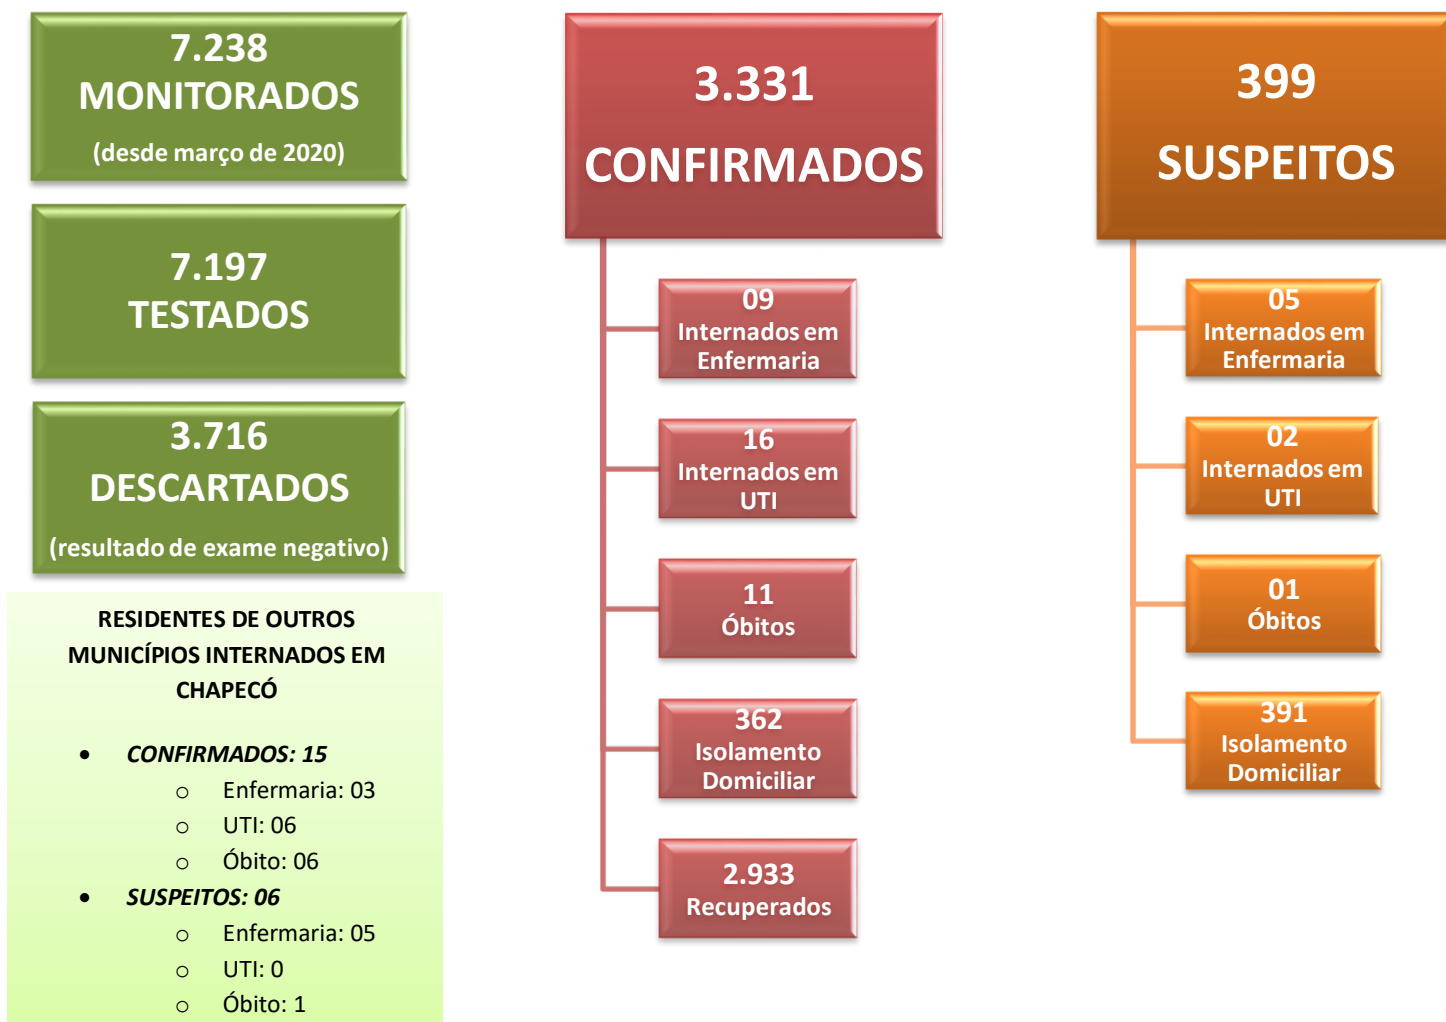 7.238
MONITORADOS
(desde março de 2020)
7.197
TESTADOS
3.716
DESCARTADOS
(resultado de exame negativo)
RESIDENTES DE OUTROS
MUNICÍPIOS INTERNADOS EM
CHAPECÓ
• CONFIRMADOS: 15
o Enfermaria: 03
o UTI: 06
o Óbito: 06
• SUSPEITOS: 06
o Enfermaria: 05
o UTI: 0
o Óbito: 1
3.331
CONFIRMADOS
09
Internados em
Enfermaria
16
Internados em
UTI
11
Óbitos
362
Isolamento
Domiciliar
2.933
Recuperados
399
SUSPEITOS
05
Internados em
Enfermaria
02
Internados em
UTI
01
Óbitos
391
Isolamento
Domiciliar